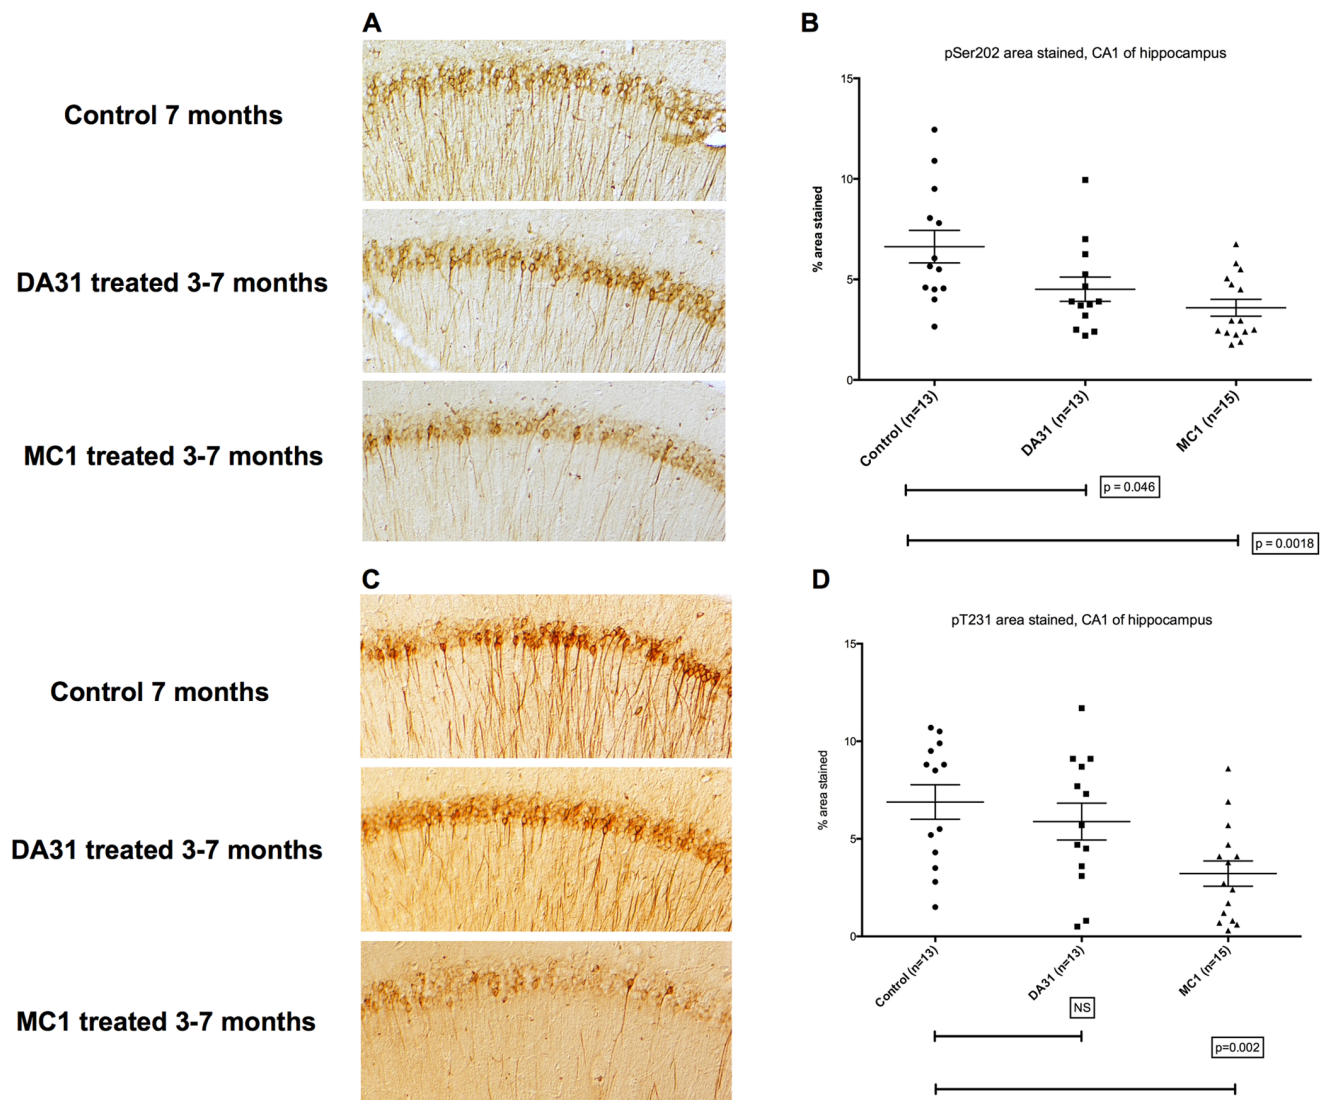 A
Control 7 months
DA31 treated 3-7 months
MC1 treated 3-7 months
B
pSer202 area stained, CA1 of hippocampus
15
10
5
0
% area stained
Control (n=13)
DA31 (n=13)
MC1 (n=15)
p = 0.046
p = 0.0018
C
Control 7 months
DA31 treated 3-7 months
MC1 treated 3-7 months
D
pT231 area stained, CA1 of hippocampus
15
10
5
0
% area stained
Control (n=13)
DA31 (n=13)
MC1 (n=15)
NS
p=0.002